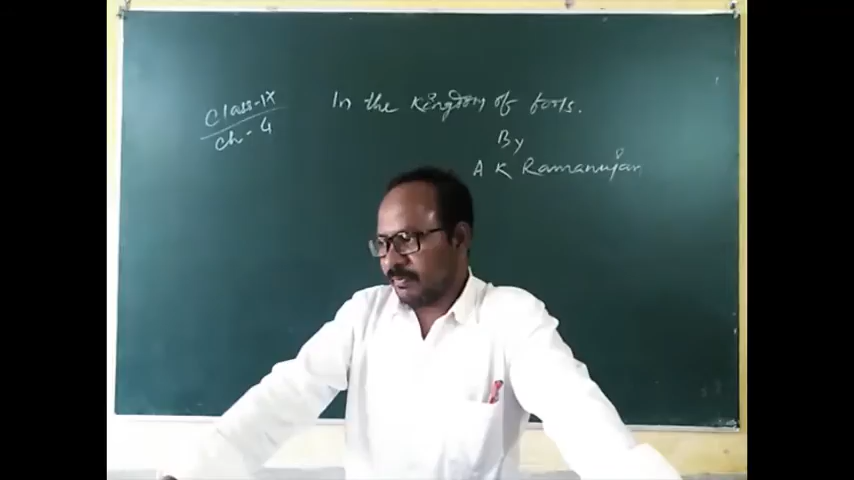 Class-IX
Ch-4
In the Kingdom of fools.
By
A K Ramanujan